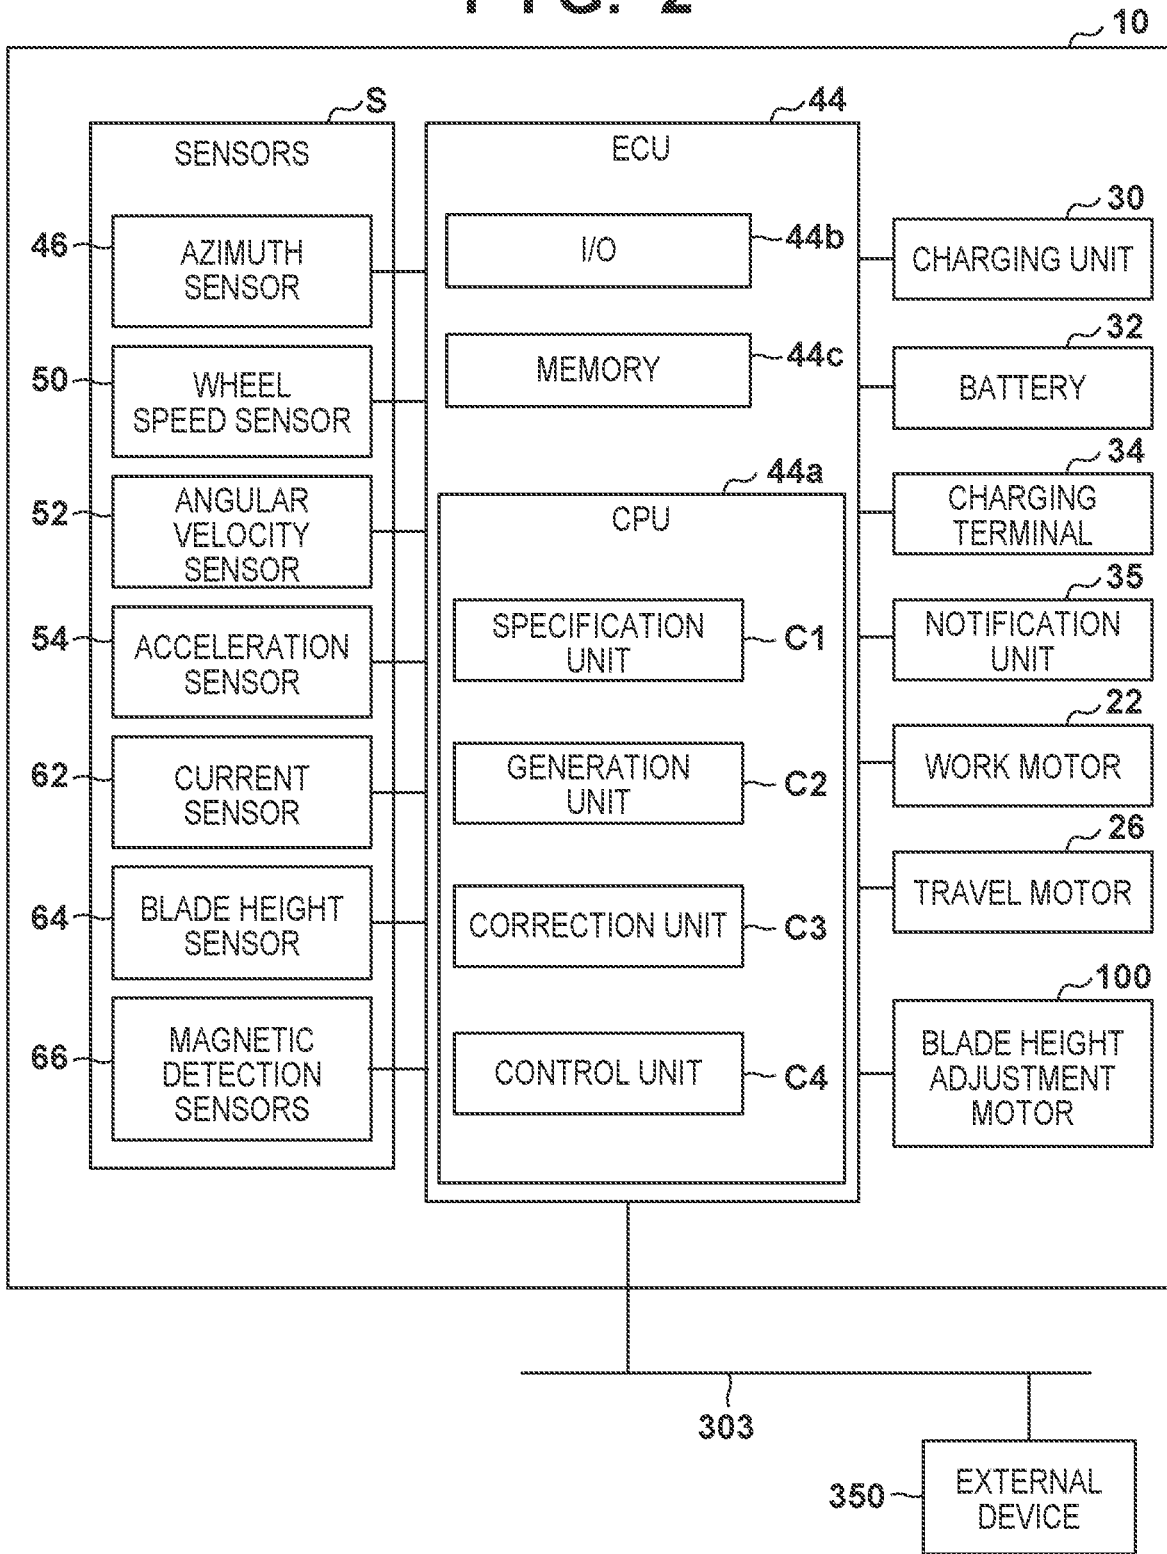 FIG. 2
10
S
SENSORS
46
AZIMUTH
SENSOR
50
WHEEL
SPEED SENSOR
52
ANGULAR
VELOCITY
SENSOR
54
ACCELERATION
SENSOR
62
CURRENT
SENSOR
64
BLADE HEIGHT
SENSOR
66
MAGNETIC
DETECTION
SENSORS
44
ECU
I/O
44b
MEMORY
44c
44a
CPU
SPECIFICATION
UNIT
C1
GENERATION
UNIT
C2
CORRECTION UNIT
C3
CONTROL UNIT
C4
30
CHARGING UNIT
32
BATTERY
34
CHARGING
TERMINAL
35
NOTIFICATION
UNIT
22
WORK MOTOR
26
TRAVEL MOTOR
100
BLADE HEIGHT
ADJUSTMENT
MOTOR
303
350
EXTERNAL
DEVICE